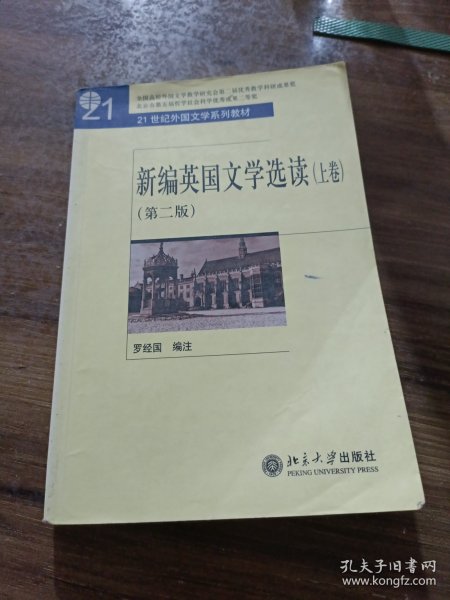 全国高校外国文学教学研究会第二届优秀教学科研成果奖
北京市第五届哲学社会科学优秀成果二等奖
21
21世纪外国文学系列教材
新编英国文学选读(上卷)
(第二版)
罗经国 编注
北京大学出版社
PEKING UNIVERSITY PRESS
孔夫子旧书网
www.kongfz.com